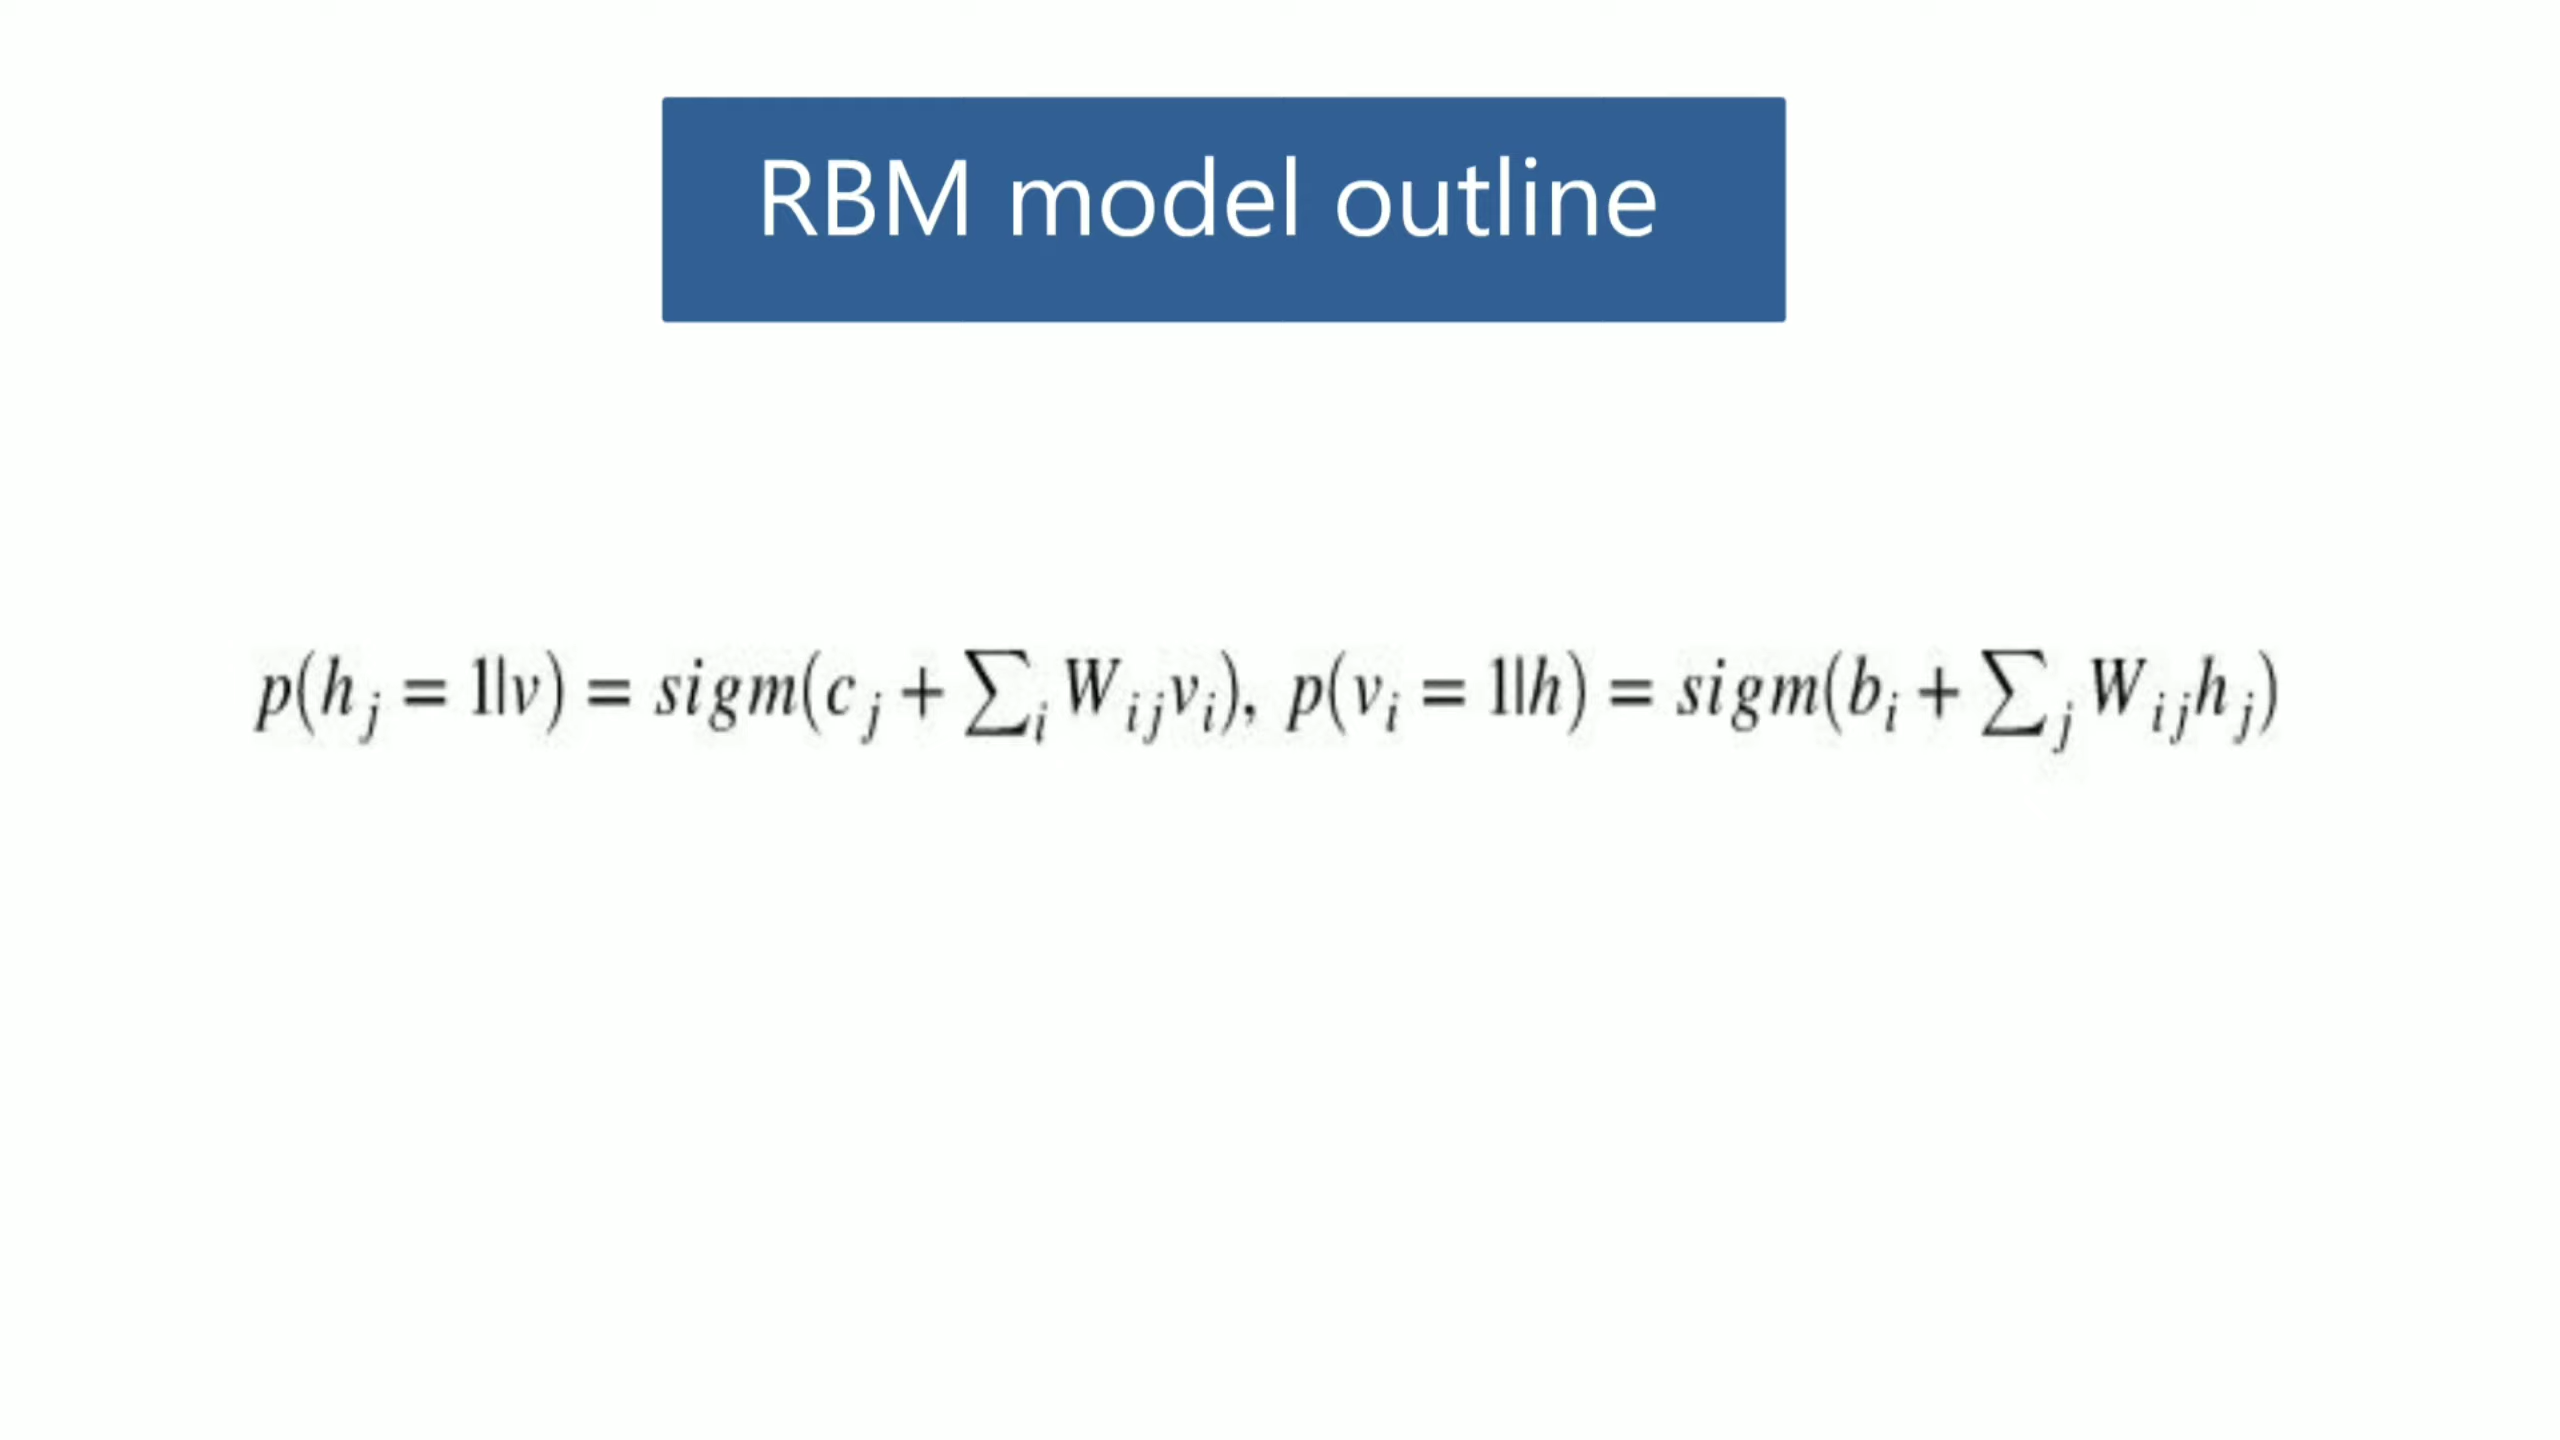 RBM model outline
p(h_j = 1|v) = sigm(c_j + ∑_i W_ij v_i), p(v_i = 1|h) = sigm(b_i + ∑_j W_ij h_j)